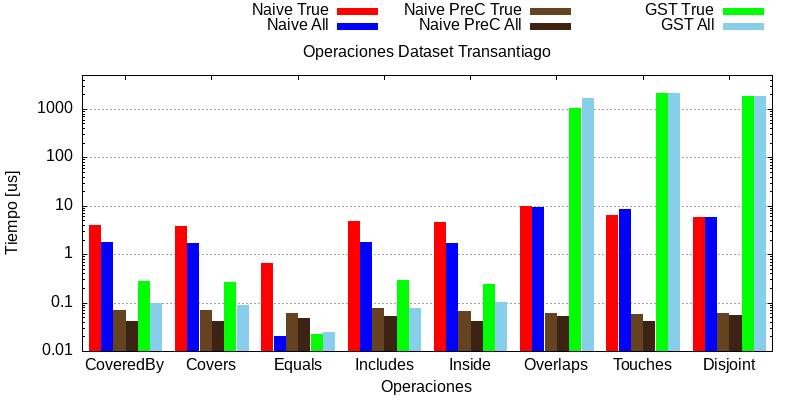 Naive True Naive PreC True GST True
Naive All Naive PreC All GST All
Operaciones Dataset Transantiago
1000
100
10
1
0.1
0.01
Tiempo [us]
CoveredBy Covers Equals Includes Inside Overlaps Touches Disjoint
Operaciones